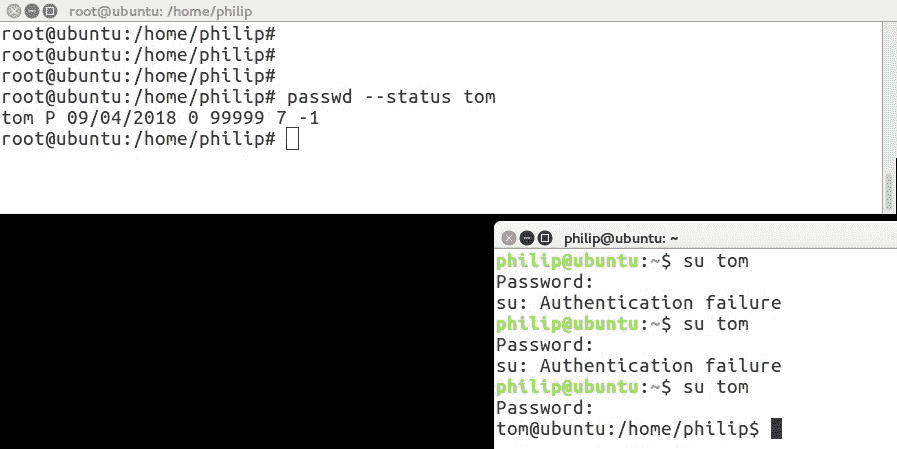 root@ubuntu: /home/philip
root@ubuntu:/home/philip#
root@ubuntu:/home/philip#
root@ubuntu:/home/philip#
root@ubuntu:/home/philip# passwd --status tom
tom P 09/04/2018 0 99999 7 -1
root@ubuntu:/home/philip#
philip@ubuntu: ~
philip@ubuntu:~$ su tom
Password:
su: Authentication failure
philip@ubuntu:~$ su tom
Password:
su: Authentication failure
philip@ubuntu:~$ su tom
Password:
tom@ubuntu:/home/philip$